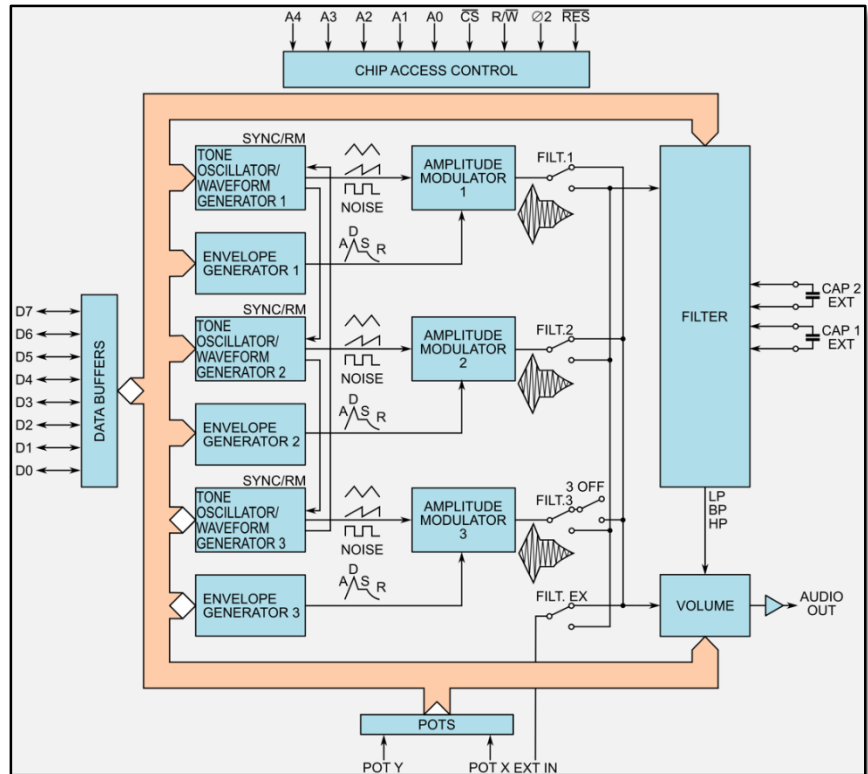 A4 A3 A2 A1 A0 C̅S̅ R/W̅ ∅2 R̅E̅S̅
CHIP ACCESS CONTROL
SYNC/RM
TONE
OSCILLATOR/
WAVEFORM
GENERATOR 1
NOISE
AMPLITUDE
MODULATOR
1
FILT.1
ENVELOPE
GENERATOR 1
A D S R
SYNC/RM
TONE
OSCILLATOR/
WAVEFORM
GENERATOR 2
NOISE
AMPLITUDE
MODULATOR
2
FILT.2
ENVELOPE
GENERATOR 2
A D S R
SYNC/RM
TONE
OSCILLATOR/
WAVEFORM
GENERATOR 3
NOISE
AMPLITUDE
MODULATOR
3
FILT.3
3 OFF
ENVELOPE
GENERATOR 3
A D S R
FILT. EX
D7
D6
D5
D4
D3
D2
D1
D0
DATA BUFFERS
FILTER
CAP 2
EXT
CAP 1
EXT
LP
BP
HP
VOLUME
AUDIO
OUT
POTS
POT Y
POT X
EXT IN